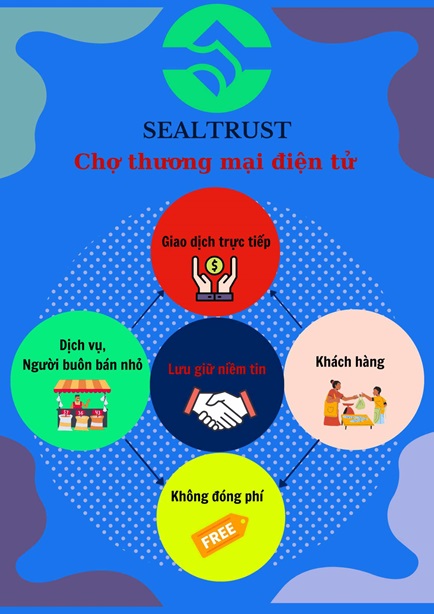 SEALTRUST
Chợ thương mại điện tử
Giao dịch trực tiếp
$
Dịch vụ,
Người buôn bán nhỏ
Lưu giữ niềm tin
Khách hàng
Không đóng phí
FREE